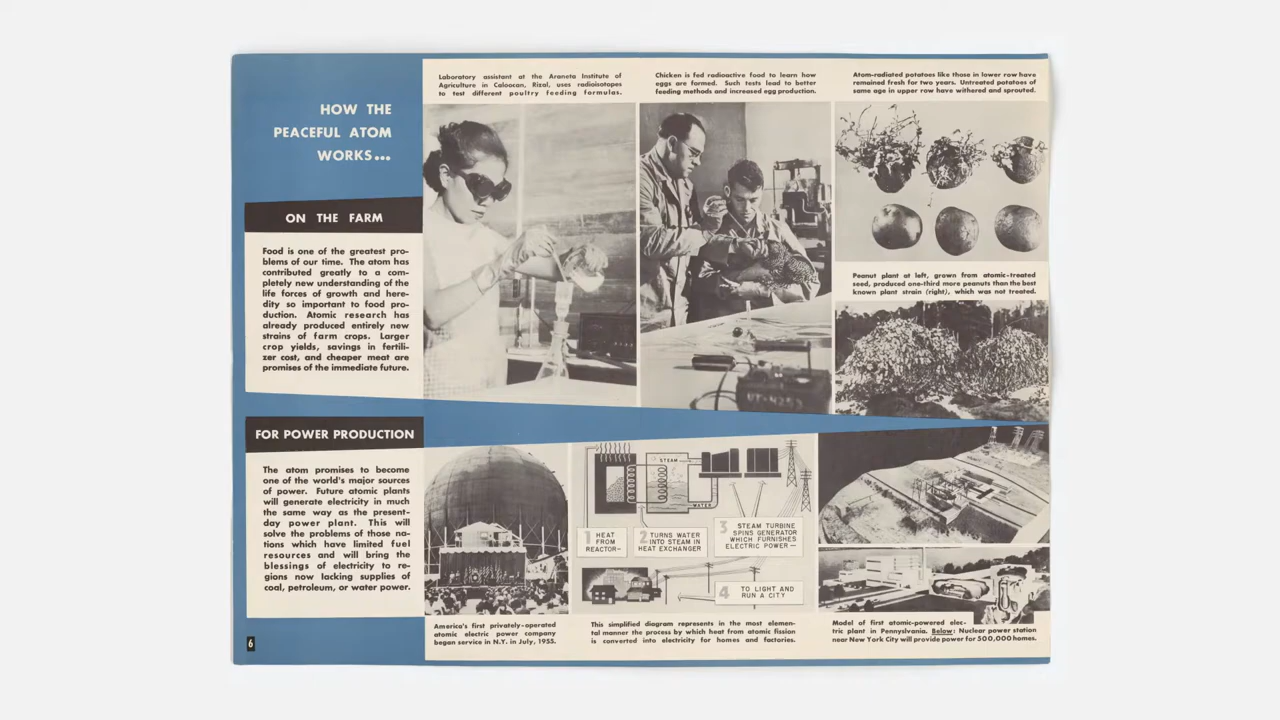 HOW THE
PEACEFUL ATOM
WORKS...
ON THE FARM
Food is one of the greatest pro-
blems of our time. The atom has
contributed greatly to a com-
pletely new understanding of the
life forces of growth and here-
dity so important to food pro-
duction. Atomic research has
already produced entirely new
strains of farm crops. Larger
crop yields, savings in fertili-
zer cost, and cheaper meat are
promises of the immediate future.
Laboratory assistant at the Araneta Institute of
Agriculture in Caloocan, Rizal, uses radioisotopes
to test different poultry feeding formulas.
Chicken is fed radioactive food to learn how
eggs are formed. Such tests lead to better
feeding methods and increased egg production.
Atom-radiated potatoes like those in lower row have
remained fresh for two years. Untreated potatoes of
same age in upper row have withered and sprouted.
Peanut plant at left, grown from atomic-treated
seed, produced one-third more peanuts than the best
known plant strain (right), which was not treated.
FOR POWER PRODUCTION
The atom promises to become
one of the world's major sources
of power. Future atomic plants
will generate electricity in much
the same way as the present-
day power plant. This will
solve the problems of those na-
tions which have limited fuel
resources and will bring the
blessings of electricity to re-
gions now lacking supplies of
coal, petroleum, or water power.
STEAM
WATER
1 HEAT
FROM
REACTOR—
2 TURNS WATER
INTO STEAM IN
HEAT EXCHANGER
3 STEAM TURBINE
SPINS GENERATOR
WHICH FURNISHES
ELECTRIC POWER—
4 TO LIGHT AND
RUN A CITY
America's first privately-operated
atomic electric power company
began service in N.Y. in July, 1955.
This simplified diagram represents in the most elemen-
tal manner the process by which heat from atomic fission
is converted into electricity for homes and factories.
Model of first atomic-powered elec-
tric plant in Pennsylvania. Below: Nuclear power station
near New York City will provide power for 500,000 homes.
6